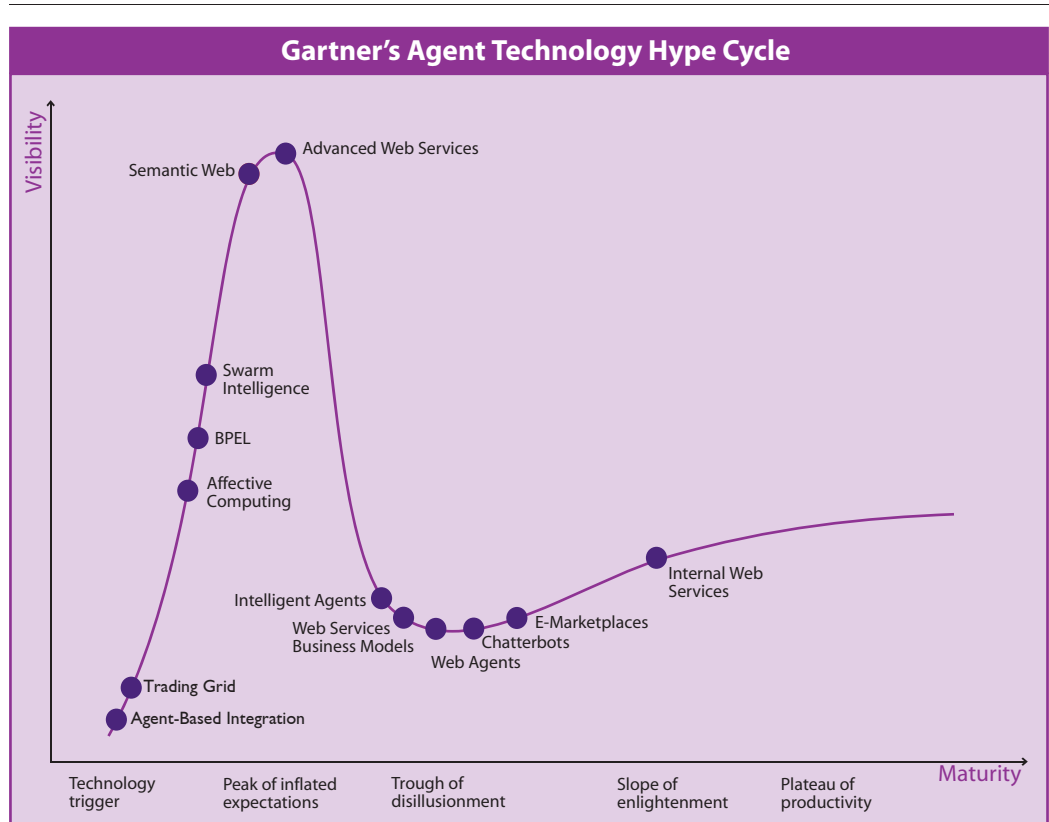 Gartner’s Agent Technology Hype Cycle
Visibility
Advanced Web Services
Semantic Web
Swarm
Intelligence
BPEL
Affective
Computing
Internal Web
Services
Intelligent Agents
Web Services
Business Models
E-Marketplaces
Chatterbots
Web Agents
Trading Grid
Agent-Based Integration
Maturity
Technology
trigger
Peak of inflated
expectations
Trough of
disillusionment
Slope of
enlightenment
Plateau of
productivity